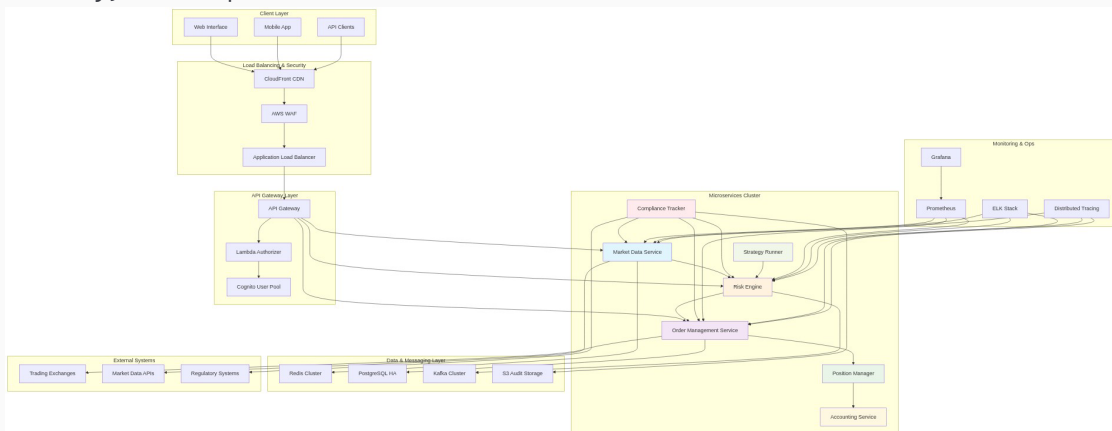 Client Layer
Web Interface
Mobile App
API Clients
Load Balancing & Security
CloudFront CDN
AWS WAF
Application Load Balancer
Monitoring & Ops
Grafana
Prometheus
ELK Stack
Distributed Tracing
API Gateway Layer
API Gateway
Lambda Authorizer
Cognito User Pool
Microservices Cluster
Compliance Tracker
Market Data Service
Strategy Runner
Risk Engine
Order Management Service
Position Manager
Accounting Service
External Systems
Trading Exchanges
Market Data APIs
Regulatory Systems
Data & Messaging Layer
Redis Cluster
PostgreSQL HA
Kafka Cluster
S3 Audit Storage